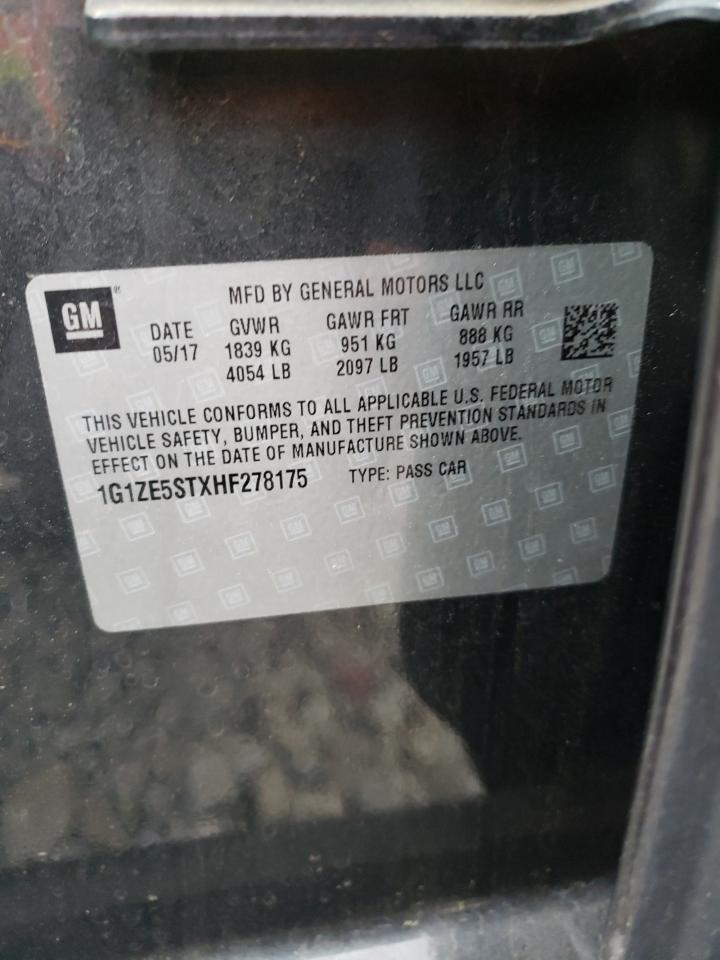 GM
MFD BY GENERAL MOTORS LLC
DATE GVWR GAWR FRT GAWR RR
05/17 1839 KG 951 KG 888 KG
4054 LB 2097 LB 1957 LB
THIS VEHICLE CONFORMS TO ALL APPLICABLE U.S. FEDERAL MOTOR
VEHICLE SAFETY, BUMPER, AND THEFT PREVENTION STANDARDS IN
EFFECT ON THE DATE OF MANUFACTURE SHOWN ABOVE.
1G1ZE5STXHF278175 TYPE: PASS CAR